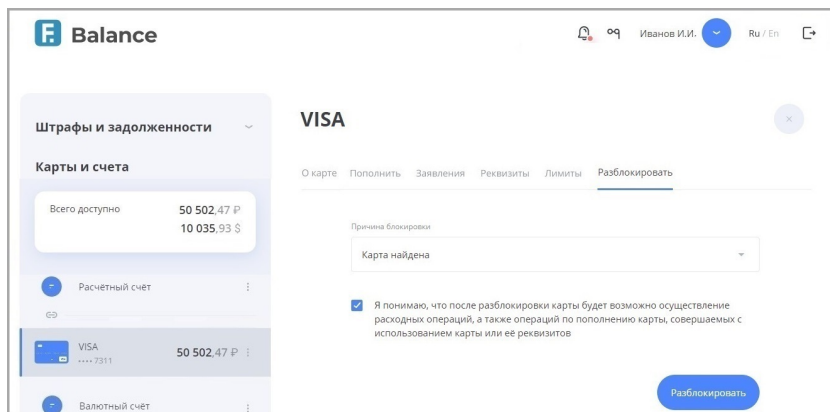 Balance
Иванов И.И.
Ru / En
Штрафы и задолженности
Карты и счета
Всего доступно
50 502,47 ₽
10 035,93 $
Расчётный счёт
VISA
•••• 7311
50 502,47 ₽
Валютный счёт
VISA
О карте Пополнить Заявления Реквизиты Лимиты Разблокировать
Причина блокировки
Карта найдена
Я понимаю, что после разблокировки карты будет возможно осуществление
расходных операций, а также операций по пополнению карты, совершаемых с
использованием карты или её реквизитов
Разблокировать